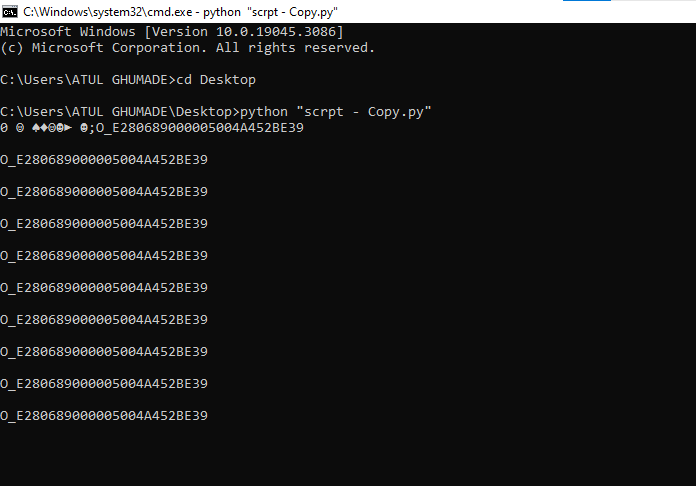 C:\Windows\system32\cmd.exe - python "scrpt - Copy.py"
Microsoft Windows [Version 10.0.19045.3086]
(c) Microsoft Corporation. All rights reserved.
C:\Users\ATUL GHUMADE>cd Desktop
C:\Users\ATUL GHUMADE\Desktop>python "scrpt - Copy.py"
0 ☺ ♠♦☺☻► ☻;O_E280689000005004A452BE39
O_E280689000005004A452BE39
O_E280689000005004A452BE39
O_E280689000005004A452BE39
O_E280689000005004A452BE39
O_E280689000005004A452BE39
O_E280689000005004A452BE39
O_E280689000005004A452BE39
O_E280689000005004A452BE39
O_E280689000005004A452BE39